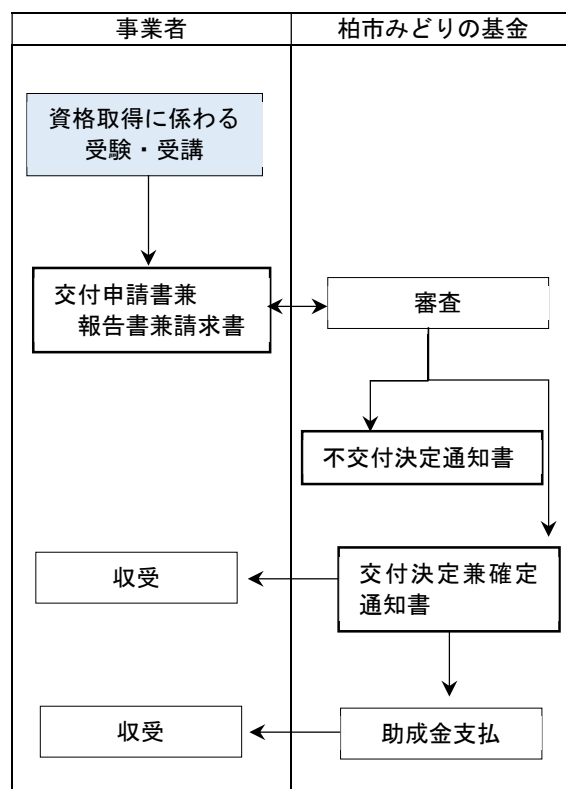 事業者
柏市みどりの基金
資格取得に係わる
受験・受講
交付申請書兼
報告書兼請求書
審査
不交付決定通知書
収受
交付決定兼確定
通知書
収受
助成金支払